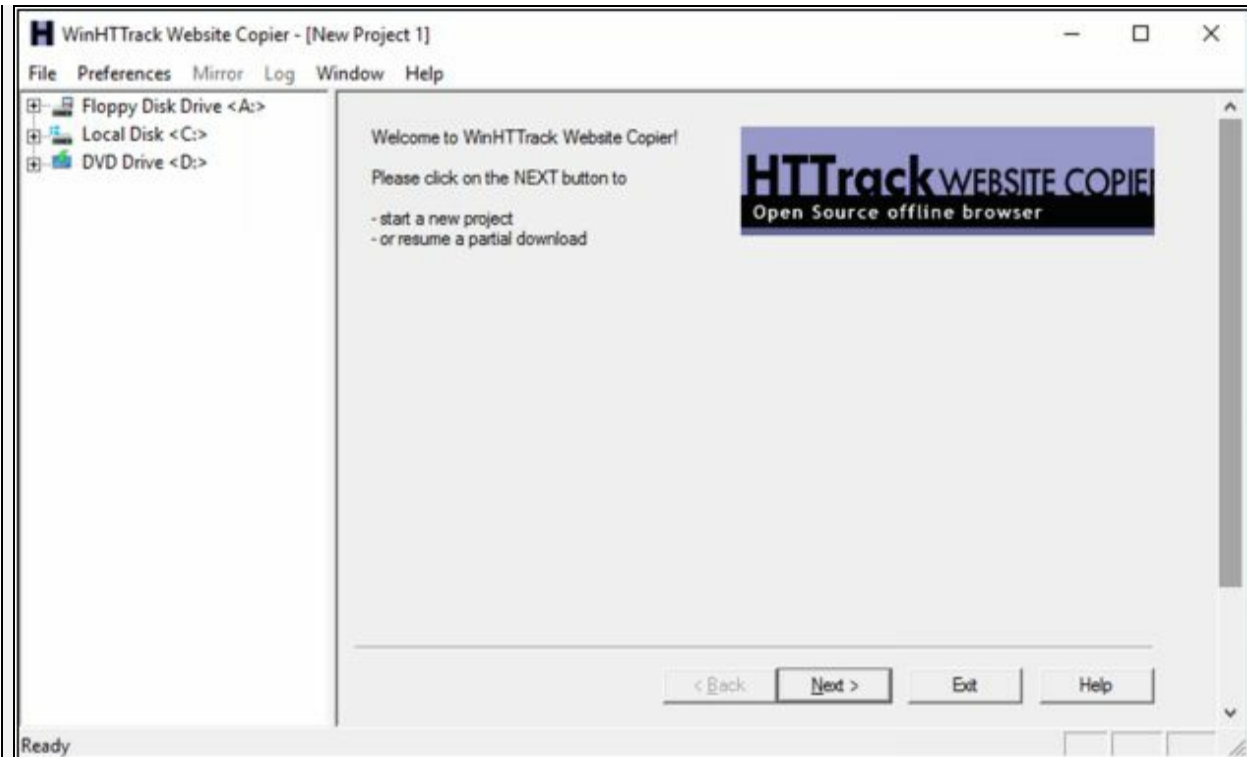 WinHTTrack Website Copier - [New Project 1]
File Preferences Mirror Log Window Help
Floppy Disk Drive <A:>
Local Disk <C:>
DVD Drive <D:>
Welcome to WinHTTrack Website Copier!
Please click on the NEXT button to
- start a new project
- or resume a partial download
HTTrack WEBSITE COPIE
Open Source offline browser
< Back Next > Exit Help
Ready